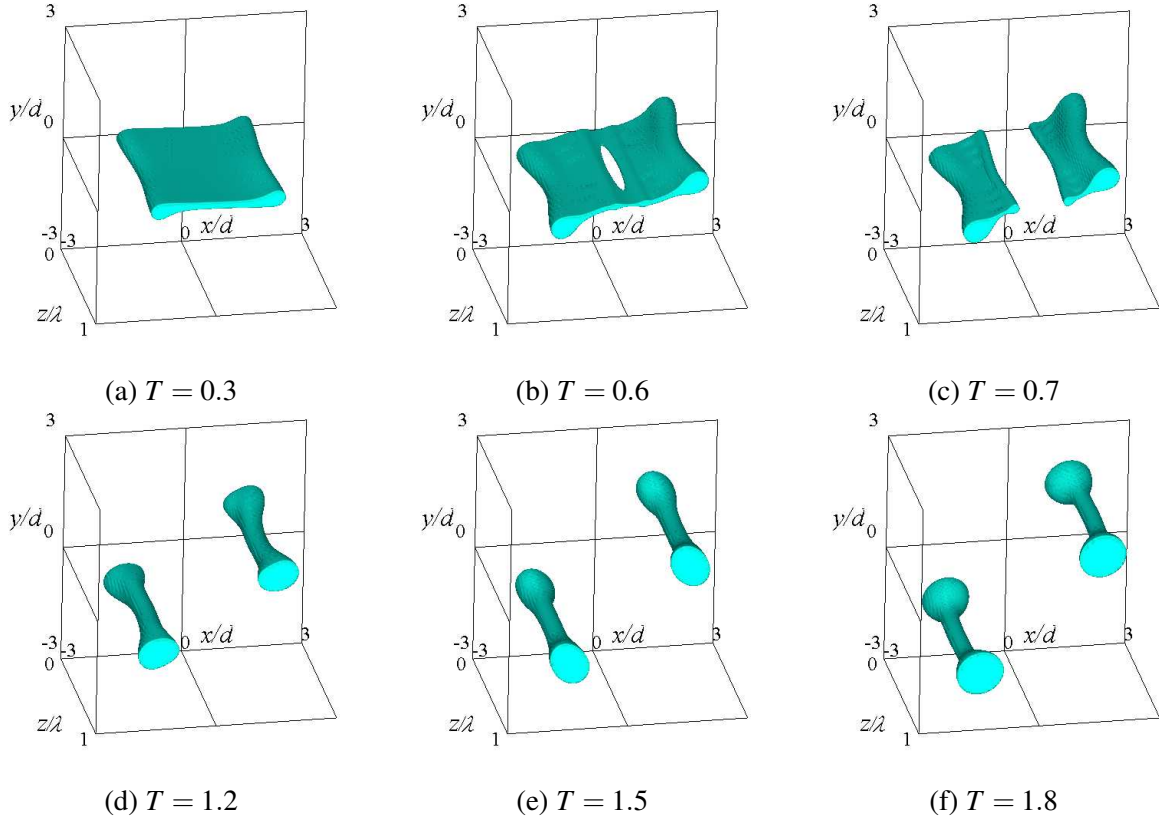 3
y/d
0
-3
-3
0
x/d
3
0
z/λ
1
3
y/d
0
-3
-3
0
x/d
3
0
z/λ
1
3
y/d
0
-3
-3
0
x/d
3
0
z/λ
1
(a) T = 0.3
(b) T = 0.6
(c) T = 0.7
3
y/d
0
-3
-3
0
x/d
3
0
z/λ
1
3
y/d
0
-3
-3
0
x/d
3
0
z/λ
1
3
y/d
0
-3
-3
0
x/d
3
0
z/λ
1
(d) T = 1.2
(e) T = 1.5
(f) T = 1.8